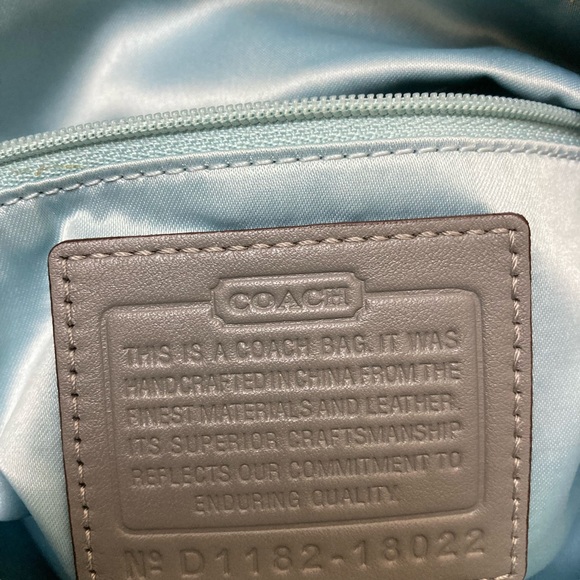 COACH
THIS IS A COACH BAG. IT WAS
HANDCRAFTED IN CHINA FROM THE
FINEST MATERIALS AND LEATHER.
ITS SUPERIOR CRAFTSMANSHIP
REFLECTS OUR COMMITMENT TO
ENDURING QUALITY.
Nº D1182-18022